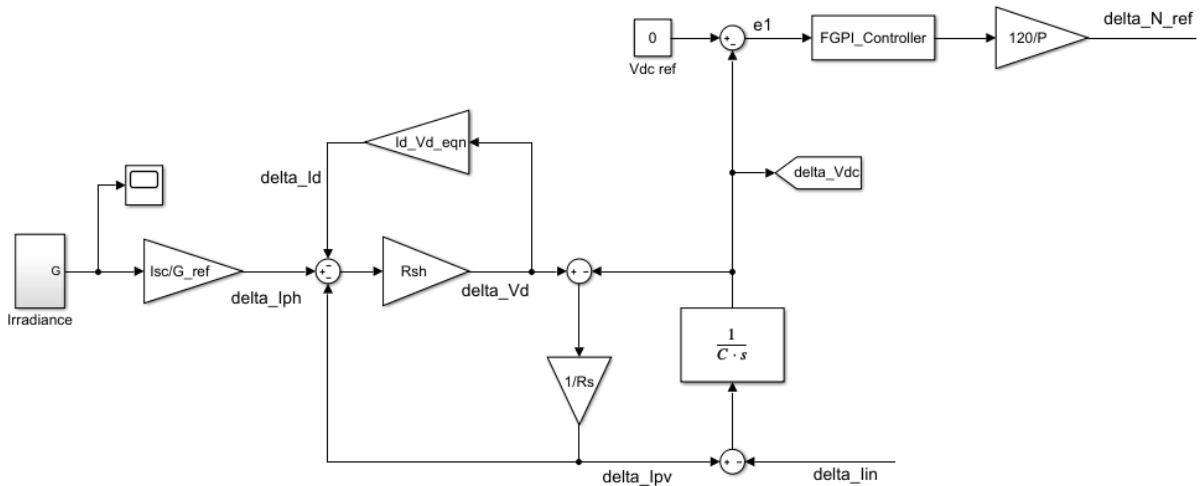 delta_N_ref
e1
0
+
-
FGPI_Controller
120/P
Vdc ref
Id_Vd_eqn
delta_Id
delta_Vdc
G
Isc/G_ref
-
+
-
Rsh
+
-
delta_Iph
delta_Vd
Irradiance
1
C · s
1/Rs
+
-
delta_Ipv
delta_Iin